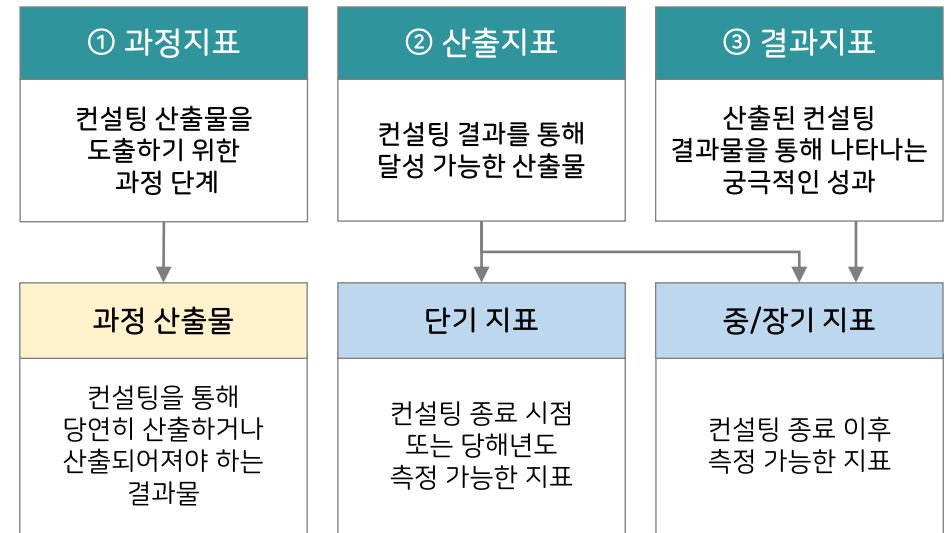 ① 과정지표
컨설팅 산출물을
도출하기 위한
과정 단계
② 산출지표
컨설팅 결과를 통해
달성 가능한 산출물
③ 결과지표
산출된 컨설팅
결과물을 통해 나타나는
궁극적인 성과
과정 산출물
컨설팅을 통해
당연히 산출하거나
산출되어져야 하는
결과물
단기 지표
컨설팅 종료 시점
또는 당해년도
측정 가능한 지표
중/장기 지표
컨설팅 종료 이후
측정 가능한 지표